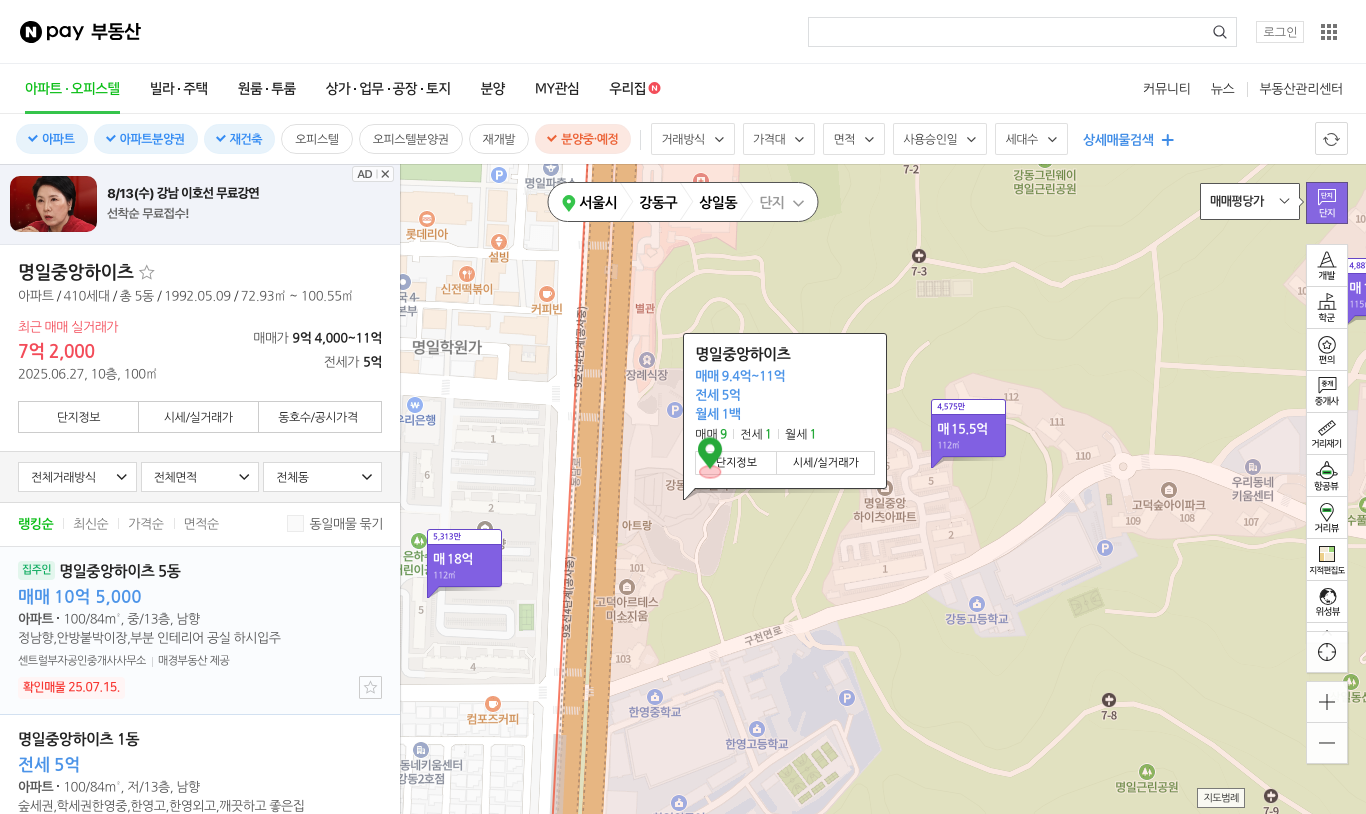 N pay 부동산
로그인
아파트 · 오피스텔
빌라 · 주택
원룸 · 투룸
상가 · 업무 · 공장 · 토지
분양
MY관심
우리집 N
커뮤니티
뉴스
부동산관리센터
아파트
아파트분양권
재건축
오피스텔
오피스텔분양권
재개발
분양중·예정
거래방식
가격대
면적
사용승인일
세대수
상세매물검색
AD
8/13(수) 강남 이호선 무료강연
선착순 무료접수!
명일중앙하이츠
아파트 / 410세대 / 총 5동 / 1992.05.09 / 72.93㎡ ~ 100.55㎡
최근 매매 실거래가
7억 2,000
2025.06.27, 10층, 100㎡
매매가 9억 4,000~11억
전세가 5억
단지정보
시세/실거래가
동호수/공시가격
전체거래방식
전체면적
전체동
랭킹순
최신순
가격순
면적순
동일매물 묶기
집주인 명일중앙하이츠 5동
매매 10억 5,000
아파트 · 100/84m², 중/13층, 남향
정남향,안방붙박이장,부분 인테리어 공실 하시입주
센트럴부자공인중개사사무소
매경부동산 제공
확인매물 25.07.15.
명일중앙하이츠 1동
전세 5억
아파트 · 100/84m², 저/13층, 남향
숲세권,학세권한영중,한영고,한영외고,깨끗하고 좋은집
서울시
강동구
상일동
단지
매매평당가
단지
단지
개발
학군
편의
중개
중개사
거리재기
항공뷰
거리뷰
지적편집도
위성뷰
지도범례
명일중앙하이츠
매매 9.4억~11억
전세 5억
월세 1백
매매 9
전세 1
월세 1
단지정보
시세/실거래가
4,575만
매 15.5억
112㎡
5,313만
매 18억
112㎡
롯데리아
설빙
신전떡볶이
커피빈
명일학원가
우리은행
별관
장례식장
9호선4단계(공사중)
9호선4단계(공사중)
아트랑
고덕아르테스
미소지움
103
101
컴포즈커피
한영중학교
한영고등학교
구천면로
강동고등학교
명일중앙
하이츠아파트
112
111
110
109
108
107
5
1
1
4
고덕숲아이파크
우리동네
키움센터
강동그린웨이
명일근린공원
명일근린공원
7-2
7-3
7-8
7-9